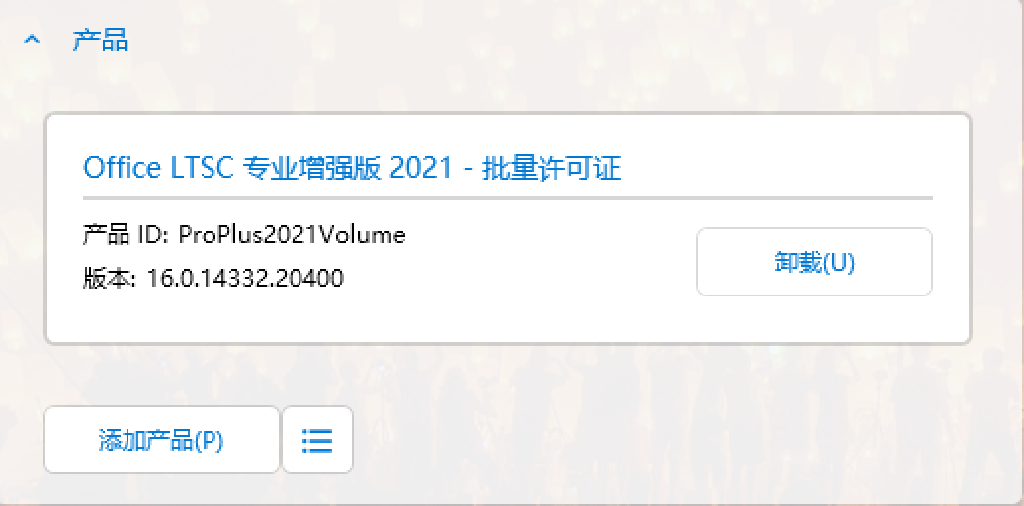 产品
Office LTSC 专业增强版 2021 - 批量许可证
产品 ID: ProPlus2021Volume
版本: 16.0.14332.20400
卸载(U)
添加产品(P)